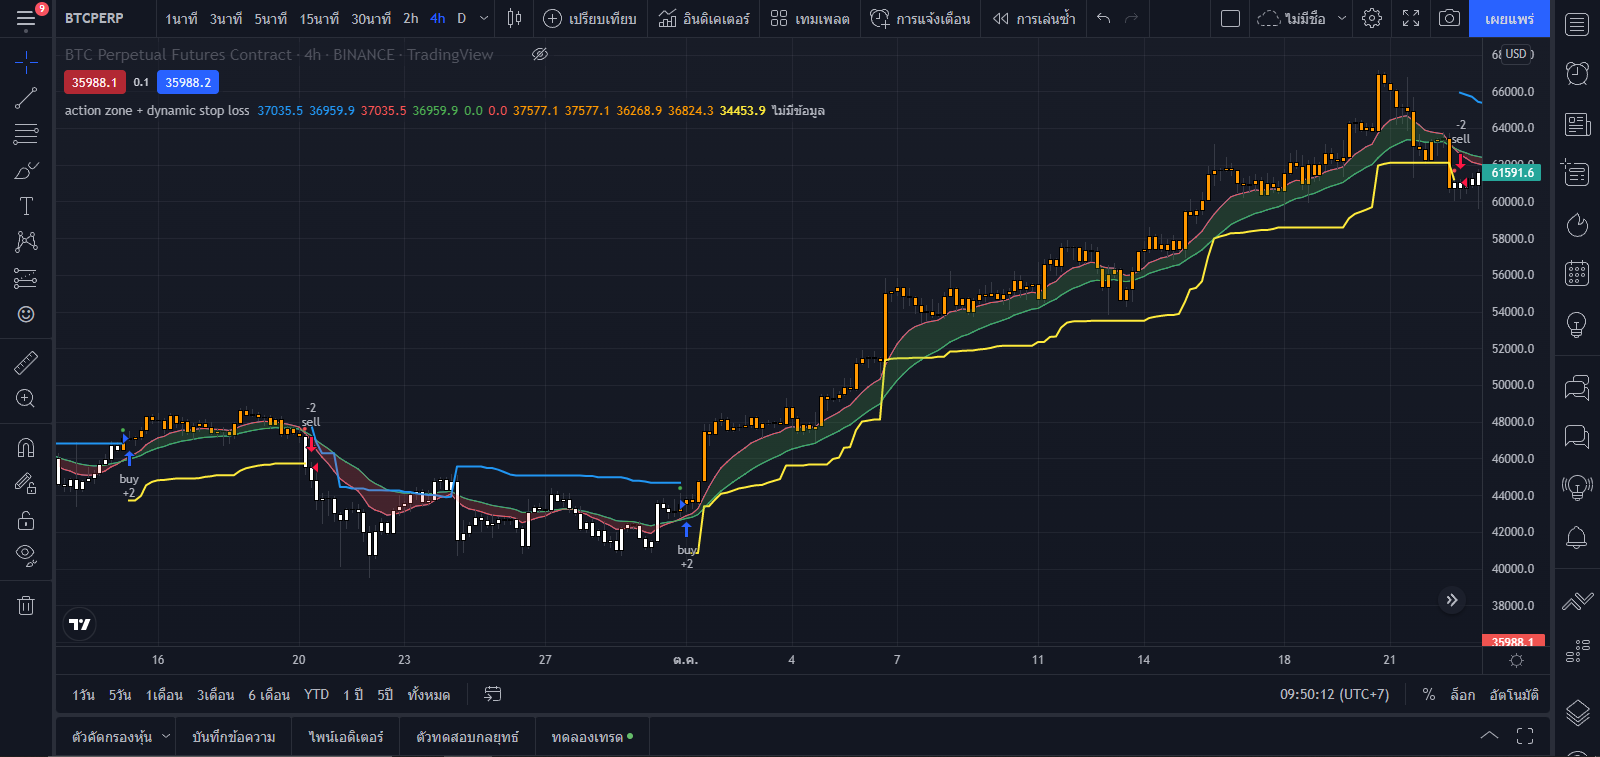 9
BTCPERP 1นาที 3นาที 5นาที 15นาที 30นาที 2h 4h D เปรียบเทียบ อินดิเคเตอร์ เทมเพลต การแจ้งเตือน การเล่นซ้ำ ไม่มีชื่อ เผยแพร่
BTC Perpetual Futures Contract · 4h · BINANCE · TradingView
35988.1 0.1 35988.2
action zone + dynamic stop loss 37035.5 36959.9 37035.5 36959.9 0.0 0.0 37577.1 37577.1 36268.9 36824.3 34453.9 ไม่มีข้อมูล
USD
66000.0
64000.0
62000.0
61591.6
60000.0
58000.0
56000.0
54000.0
52000.0
50000.0
48000.0
46000.0
44000.0
42000.0
40000.0
38000.0
35988.1
buy
+2
-2
sell
buy
+2
-2
sell
16 20 23 27 ต.ค. 4 7 11 14 18 21
1วัน 5วัน 1เดือน 3เดือน 6 เดือน YTD 1 ปี 5ปี ทั้งหมด 09:50:12 (UTC+7) % ล็อก อัตโนมัติ
ตัวคัดกรองหุ้น บันทึกข้อความ ไพน์เอดิเตอร์ ตัวทดสอบกลยุทธ์ ทดลองเทรด